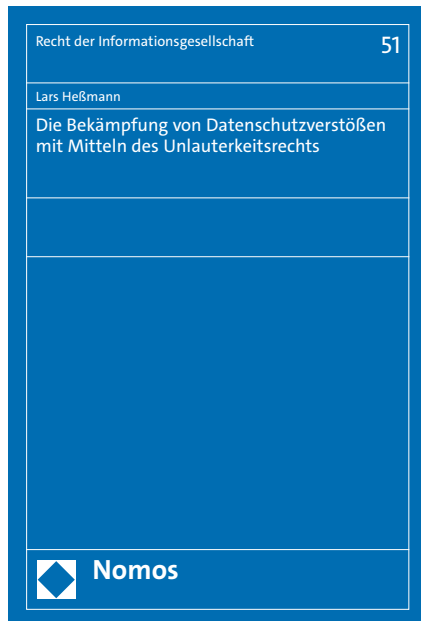 Recht der Informationsgesellschaft 51
Lars Heßmann
Die Bekämpfung von Datenschutzverstößen
mit Mitteln des Unlauterkeitsrechts
Nomos